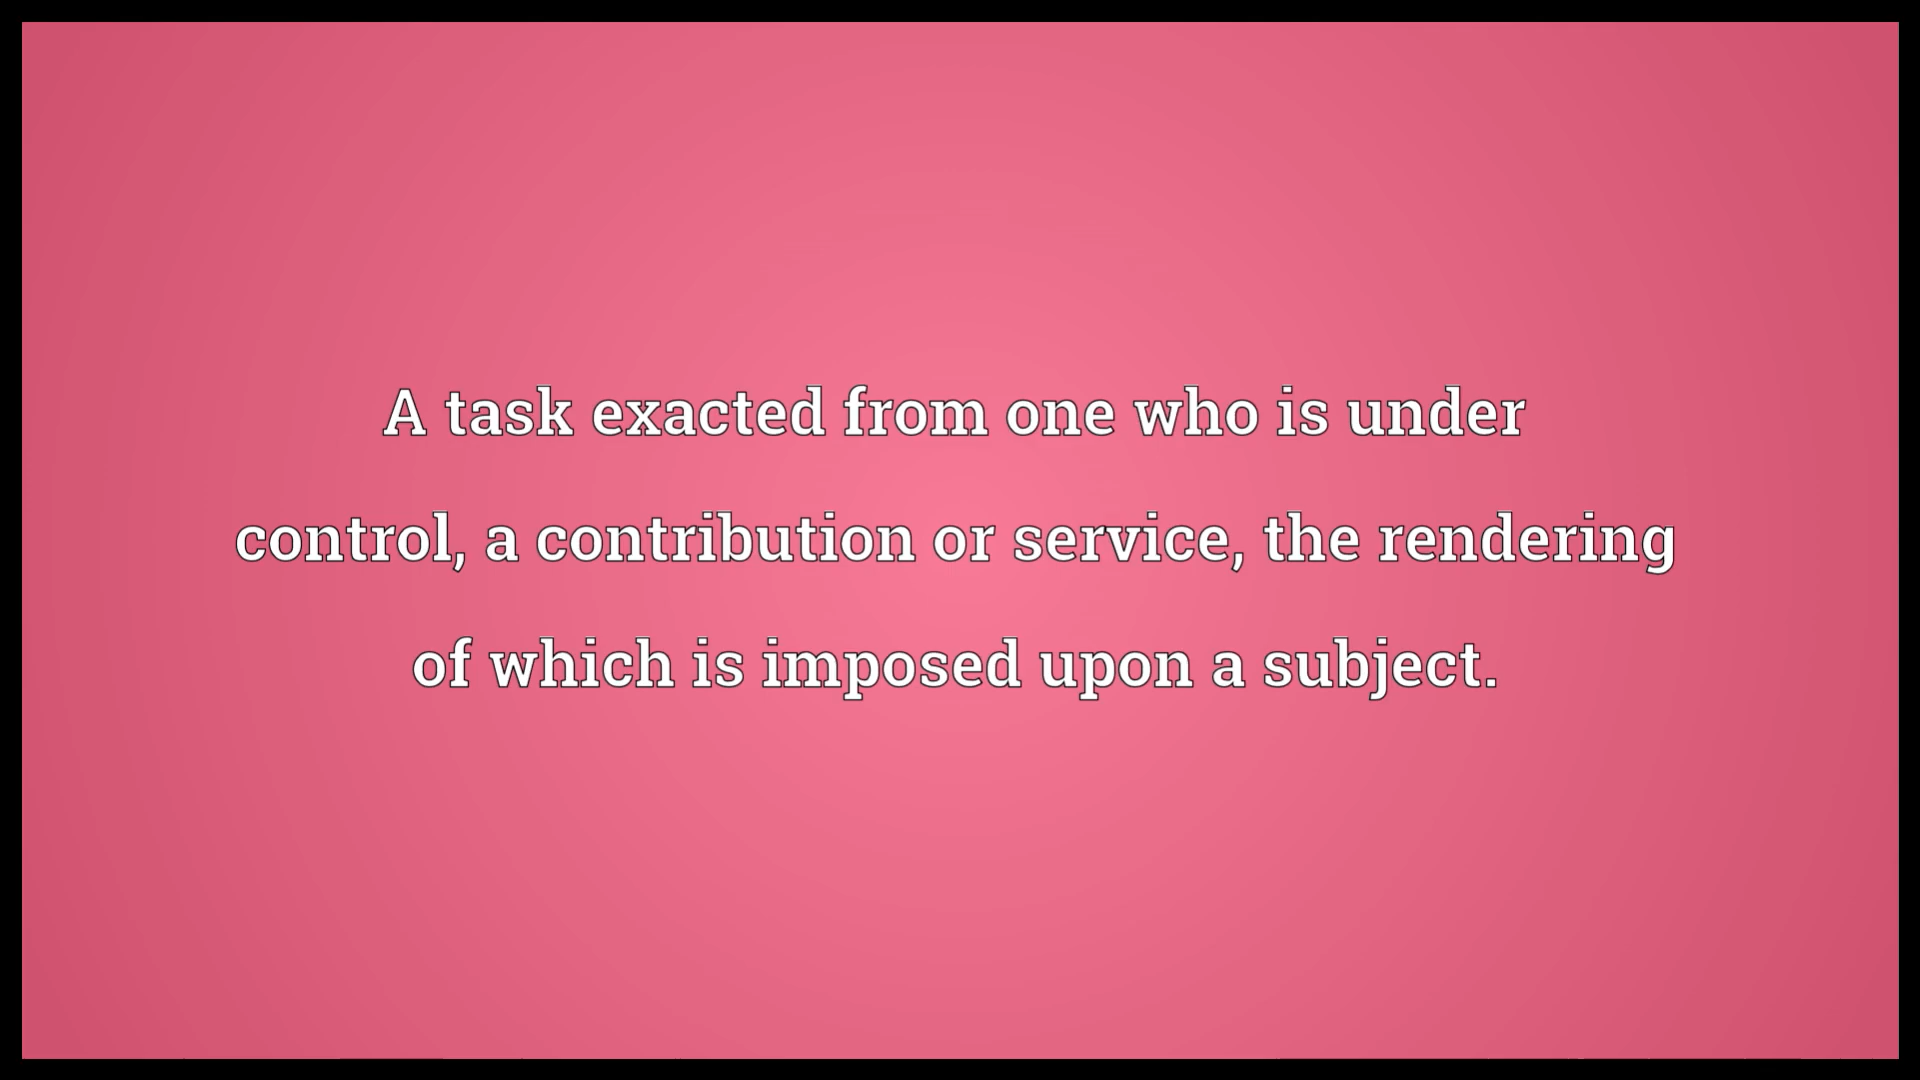 A task exacted from one who is under
control, a contribution or service, the rendering
of which is imposed upon a subject.